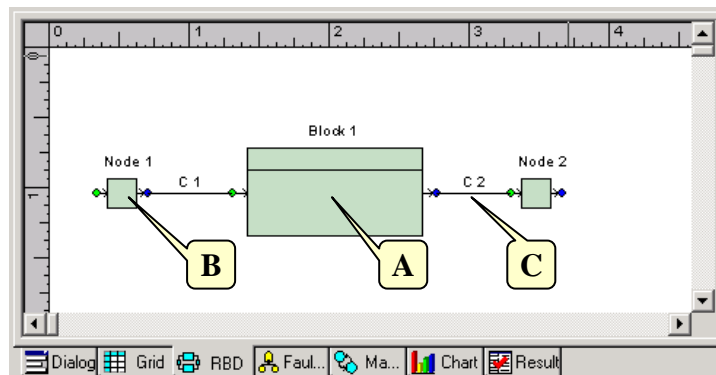 0 1 2 3 4
0
Block 1
Node 1 C 1 C 2 Node 2
1
B A C
Dialog Grid RBD Faul... Ma... Chart Result